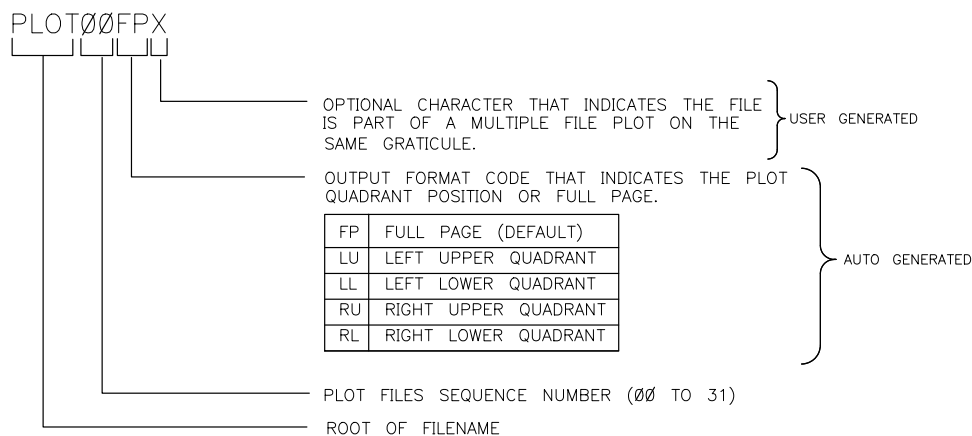 PLOTØØFPX
OPTIONAL CHARACTER THAT INDICATES THE FILE
IS PART OF A MULTIPLE FILE PLOT ON THE
SAME GRATICULE.
USER GENERATED
OUTPUT FORMAT CODE THAT INDICATES THE PLOT
QUADRANT POSITION OR FULL PAGE.
FP FULL PAGE (DEFAULT)
LU LEFT UPPER QUADRANT
LL LEFT LOWER QUADRANT
RU RIGHT UPPER QUADRANT
RL RIGHT LOWER QUADRANT
AUTO GENERATED
PLOT FILES SEQUENCE NUMBER (ØØ TO 31)
ROOT OF FILENAME